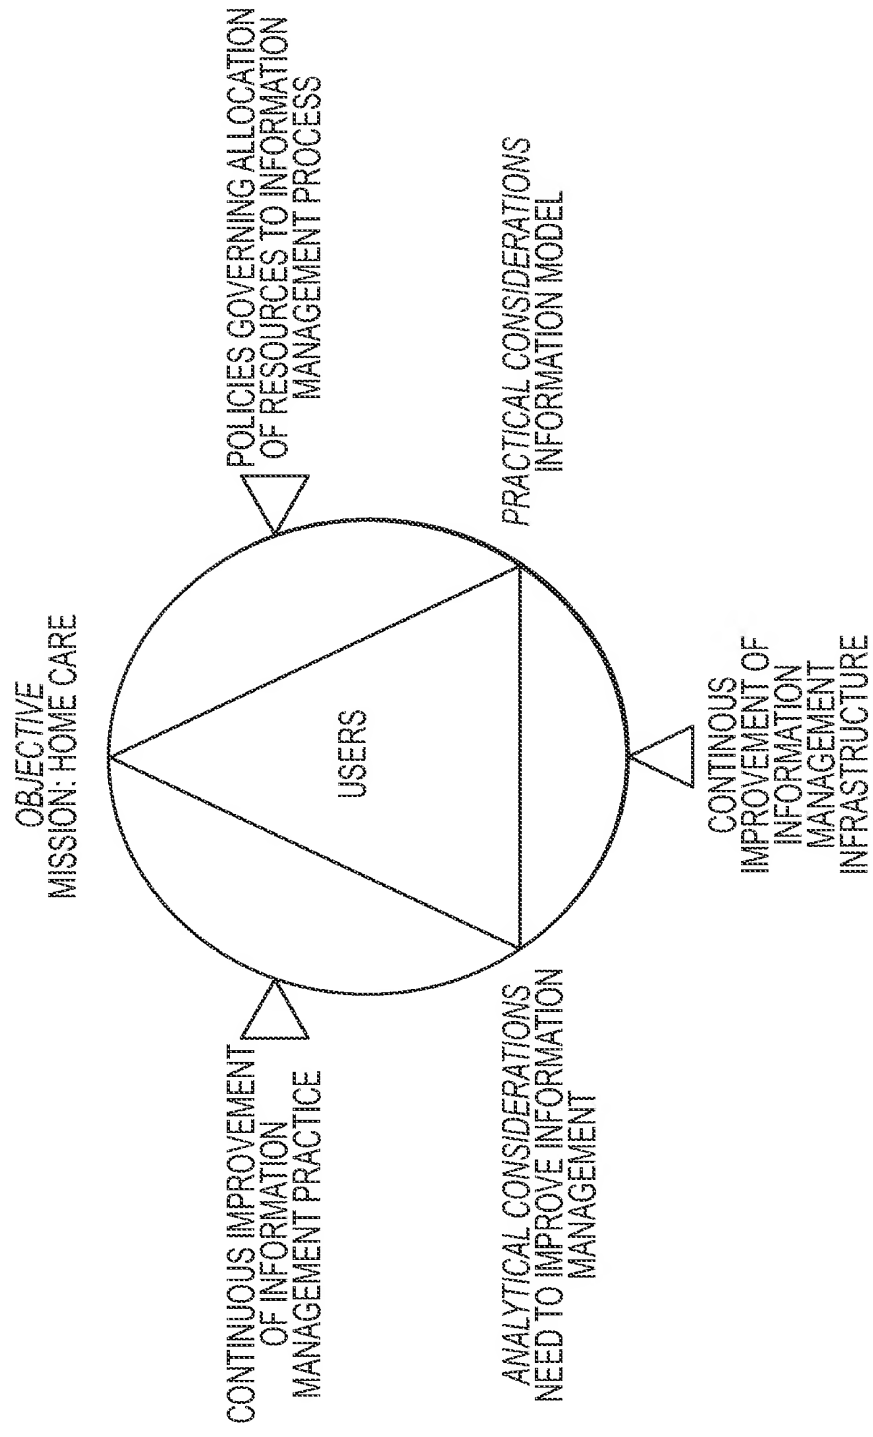 OBJECTIVE
MISSION: HOME CARE
CONTINUOUS IMPROVEMENT
OF INFORMATION
MANAGEMENT PRACTICE
POLICIES GOVERNING ALLOCATION
OF RESOURCES TO INFORMATION
MANAGEMENT PROCESS
USERS
ANALYTICAL CONSIDERATIONS
NEED TO IMPROVE INFORMATION
MANAGEMENT
PRACTICAL CONSIDERATIONS
INFORMATION MODEL
CONTINOUS
IMPROVEMENT OF
INFORMATION
MANAGEMENT
INFRASTRUCTURE